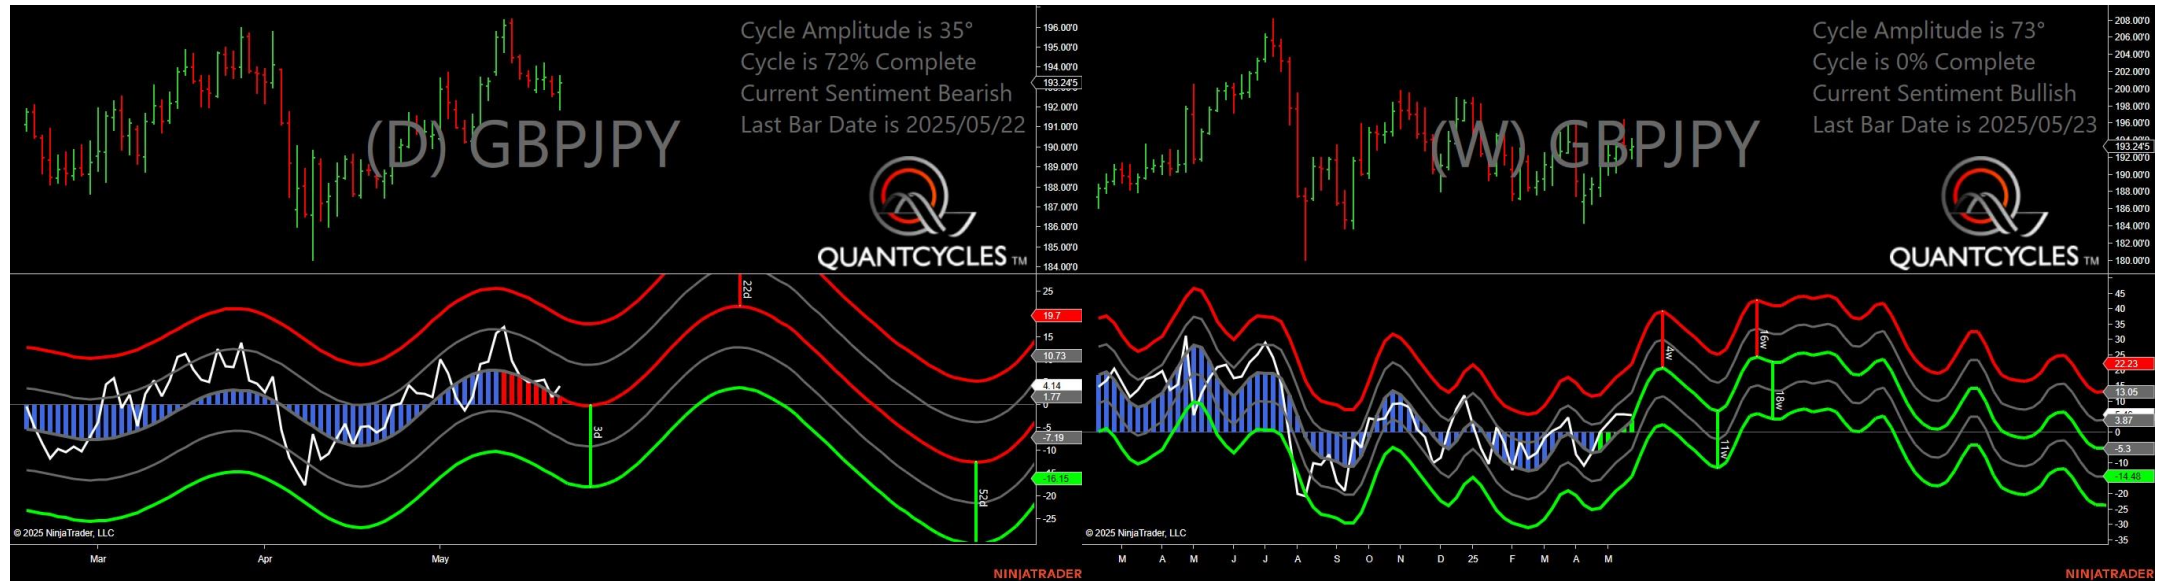 Cycle Amplitude is 35°
Cycle is 72% Complete
Current Sentiment Bearish
Last Bar Date is 2025/05/22
(D) GBPJPY
QUANTCYCLES TM
196.00'0
195.00'0
194.00'0
193.24'5
192.00'0
191.00'0
190.00'0
189.00'0
188.00'0
187.00'0
186.00'0
185.00'0
184.00'0
22d
3d
52d
25
19.7
15
10.73
4.14
1.77
0
-5
-7.19
-10
-16.15
-20
-25
© 2025 NinjaTrader, LLC
Mar Apr May
NINJATRADER
Cycle Amplitude is 73°
Cycle is 0% Complete
Current Sentiment Bullish
Last Bar Date is 2025/05/23
(W) GBPJPY
QUANTCYCLES TM
208.00'0
206.00'0
204.00'0
202.00'0
200.00'0
198.00'0
196.00'0
193.24'5
192.00'0
190.00'0
188.00'0
186.00'0
184.00'0
182.00'0
180.00'0
4w
16w
11w
18w
45
40
35
30
25
22.23
13.05
10
3.87
0
-5.3
-10
-14.48
-20
-25
-30
-35
© 2025 NinjaTrader, LLC
M A M J J A S O N D 25 F M A M
NINJATRADER